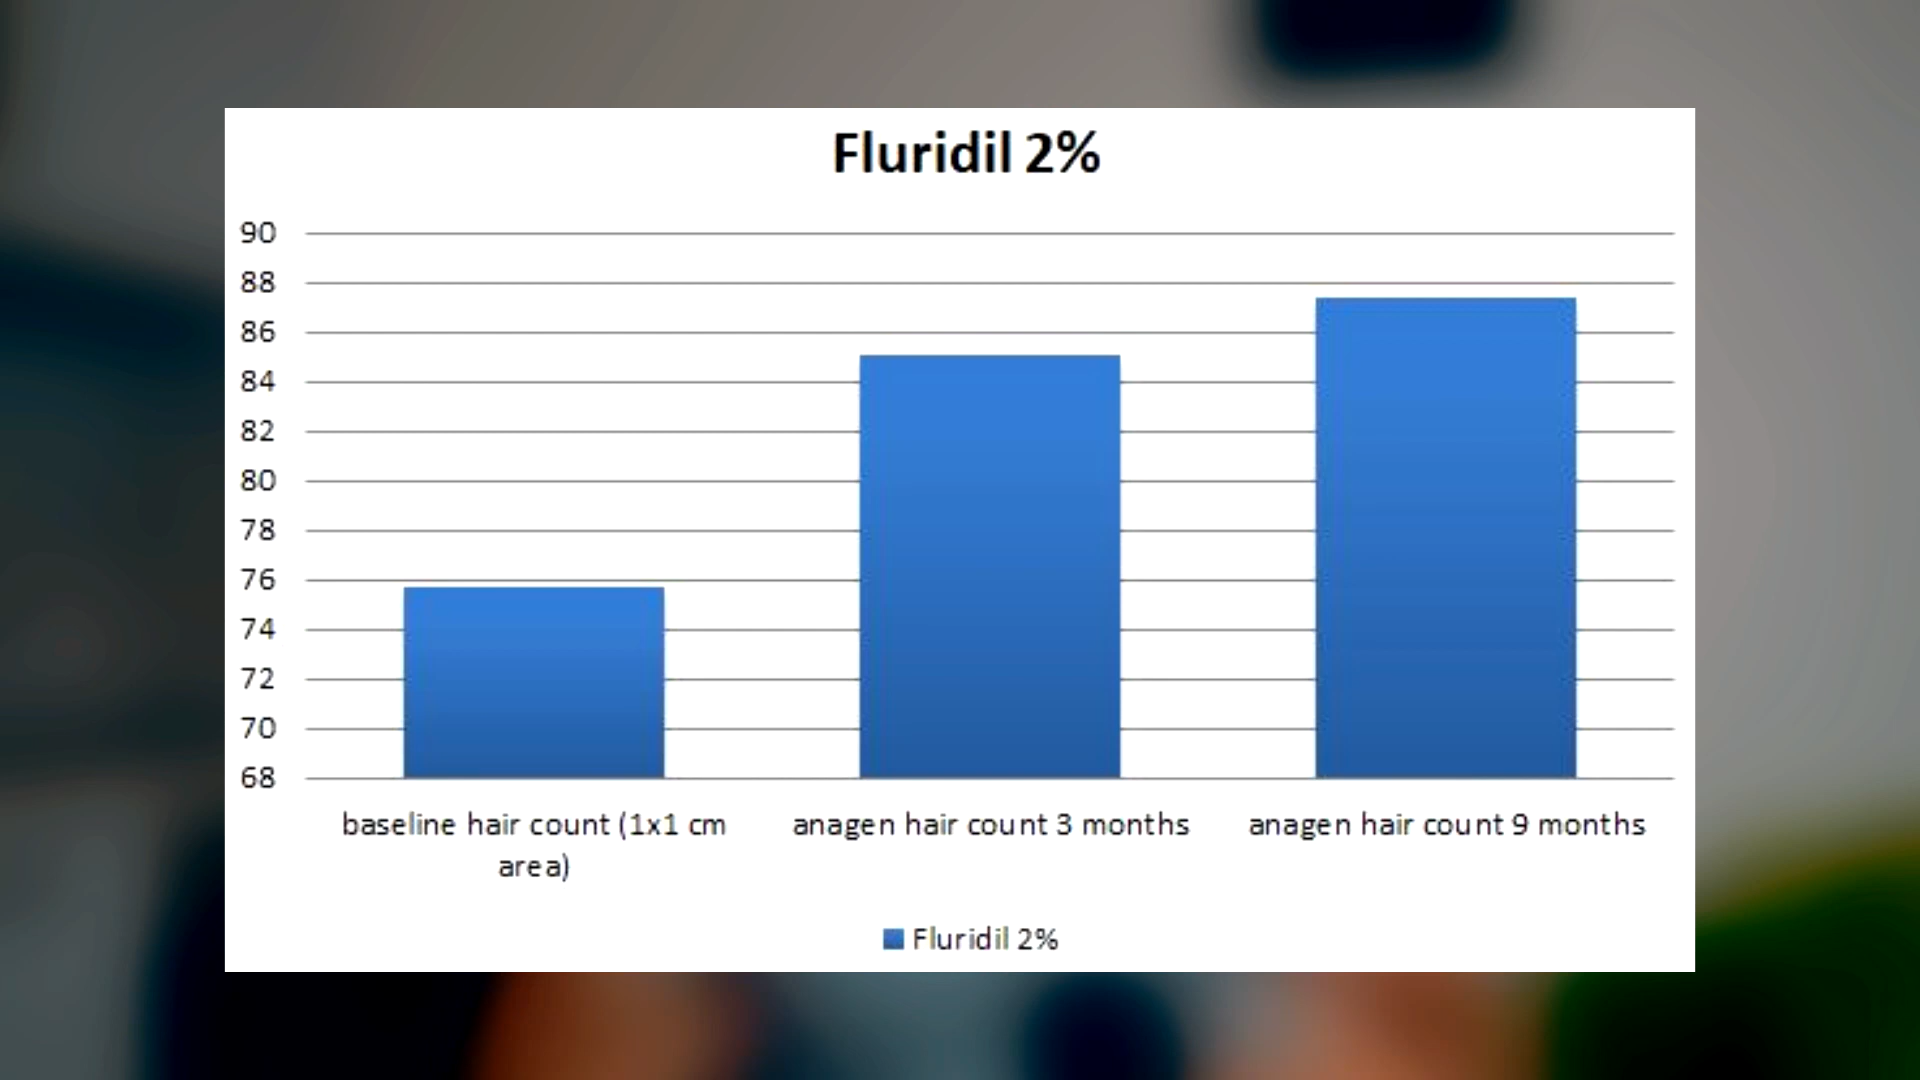 Fluridil 2%
90
88
86
84
82
80
78
76
74
72
70
68
baseline hair count (1x1 cm
area)
anagen hair count 3 months
anagen hair count 9 months
Fluridil 2%